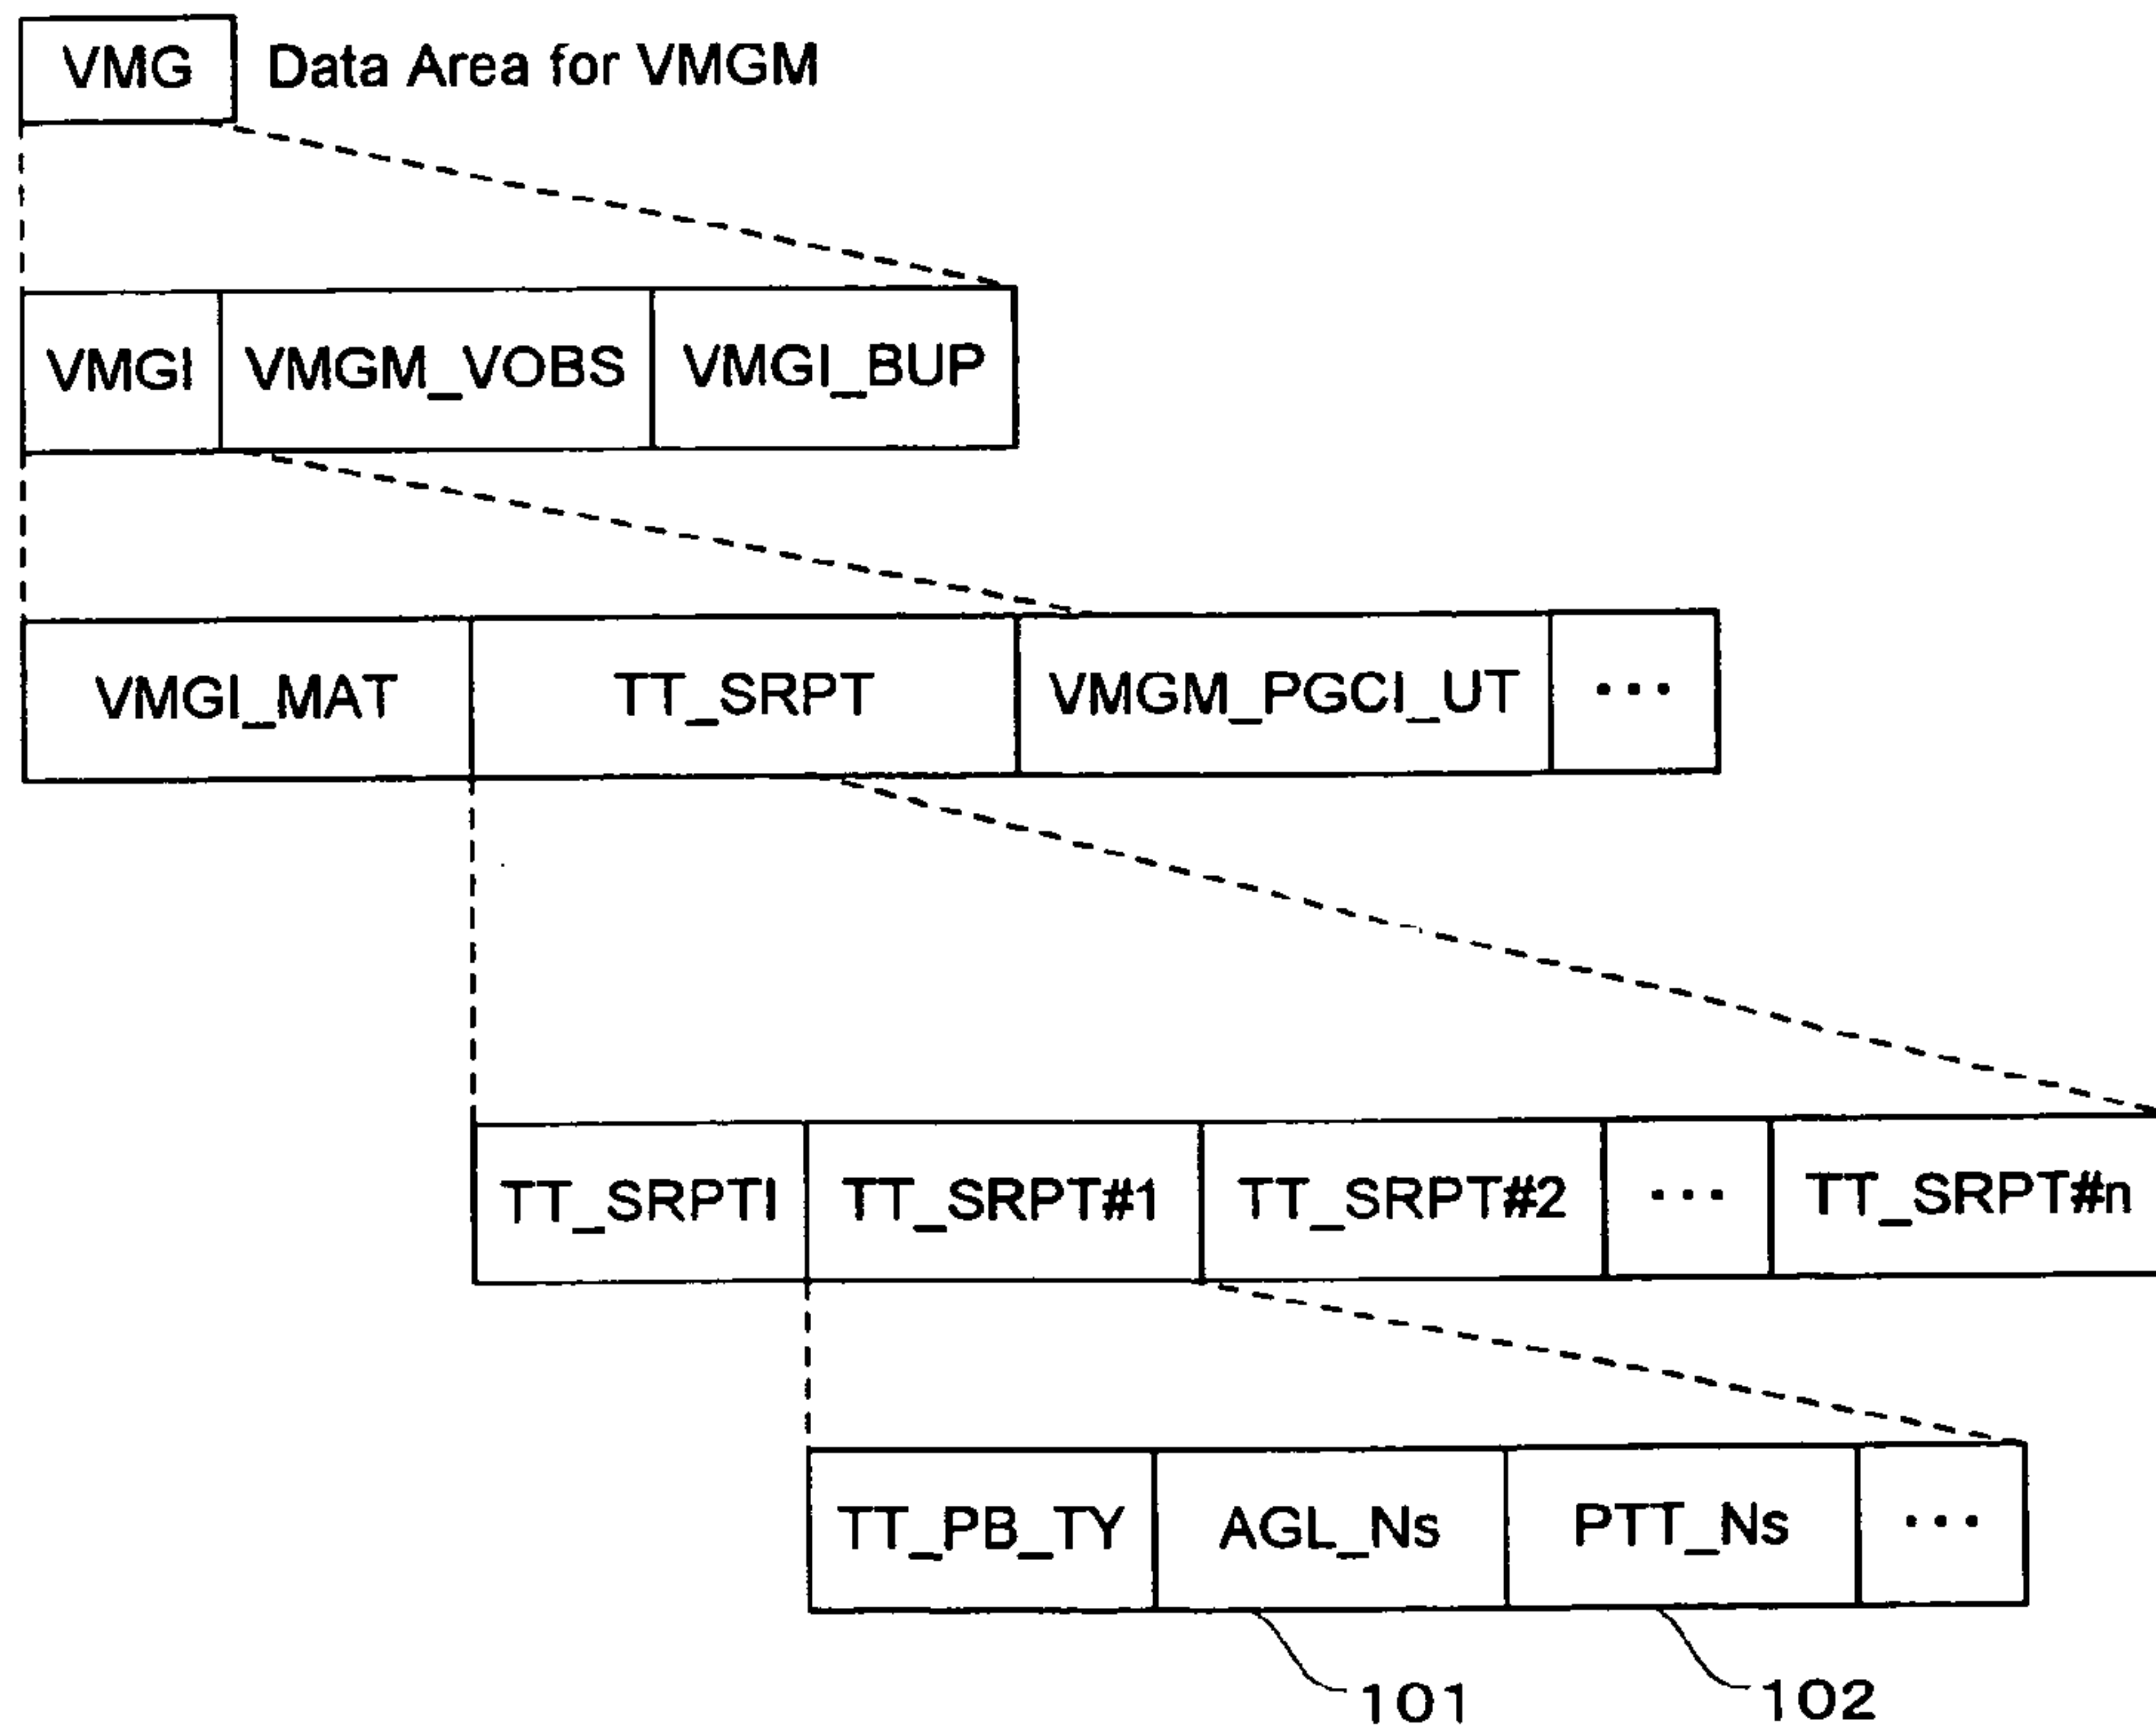 VMG Data Area for VMGM
VMGI VMGM_VOBS VMGI_BUP
VMGI_MAT TT_SRPT VMGM_PGCI_UT ...
TT_SRPTI TT_SRPT#1 TT_SRPT#2 ... TT_SRPT#n
TT_PB_TY AGL_Ns PTT_Ns ...
101 102